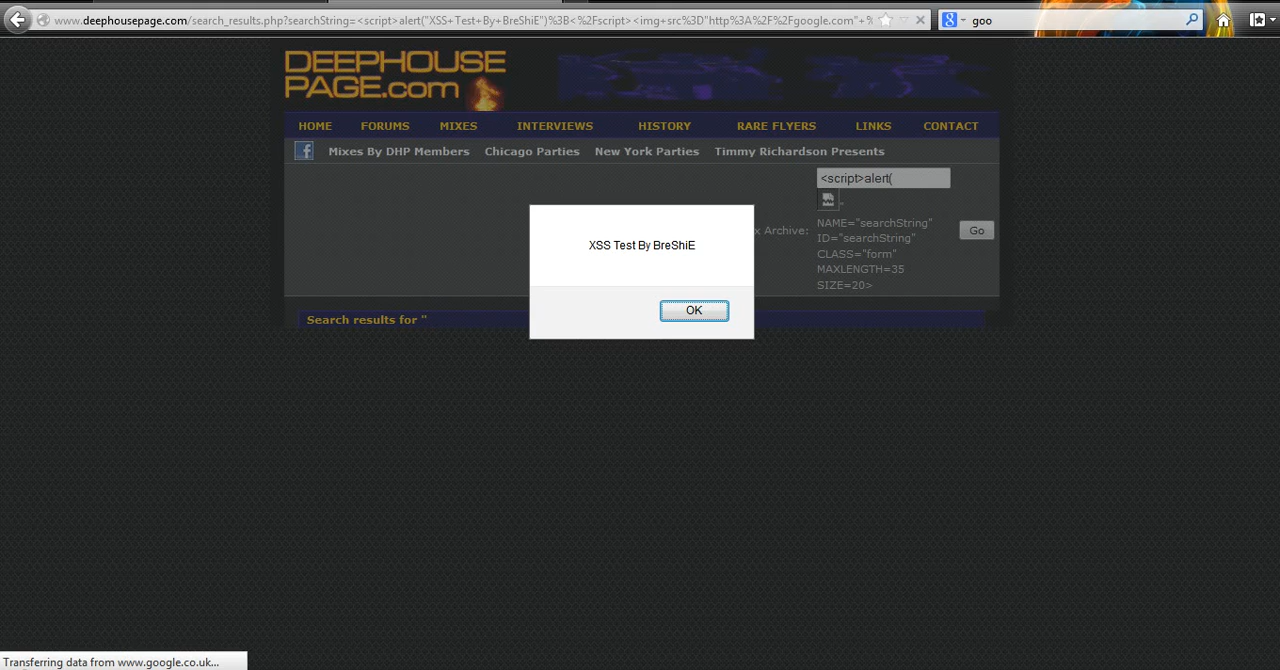 www.deephousepage.com/search_results.php?searchString=<script>alert("XSS+Test+By+BreShiE")%3B<%2Fscript><img+src%3D"http%3A%2F%2Fgoogle.com"+%
goo
DEEPHOUSE
PAGE.com
HOME FORUMS MIXES INTERVIEWS HISTORY RARE FLYERS LINKS CONTACT
Mixes By DHP Members Chicago Parties New York Parties Timmy Richardson Presents
<script>alert(
x Archive:
NAME="searchString"
ID="searchString"
CLASS="form"
MAXLENGTH=35
SIZE=20>
Go
XSS Test By BreShiE
OK
Search results for "
Transferring data from www.google.co.uk...